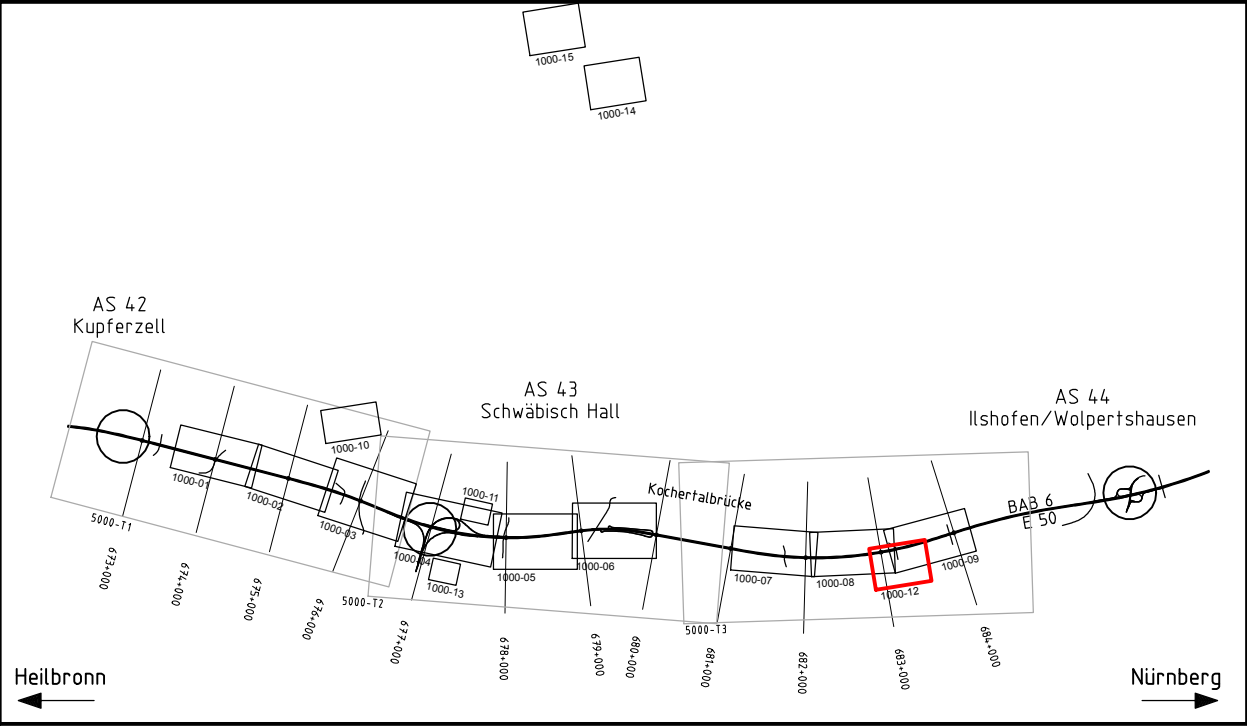 1000-15
1000-14
AS 42
Kupferzell
AS 43
Schwäbisch Hall
AS 44
Ilshofen/Wolpertshausen
1000-10
1000-01
1000-02
1000-03
1000-11
1000-04
1000-13
1000-05
1000-06
Kochertalbrücke
1000-07
1000-08
1000-12
1000-09
BAB 6
E 50
5000-T1
5000-T2
5000-T3
673+000
674+000
675+000
676+000
677+000
678+000
679+000
680+000
681+000
682+000
683+000
684+000
Heilbronn
Nürnberg